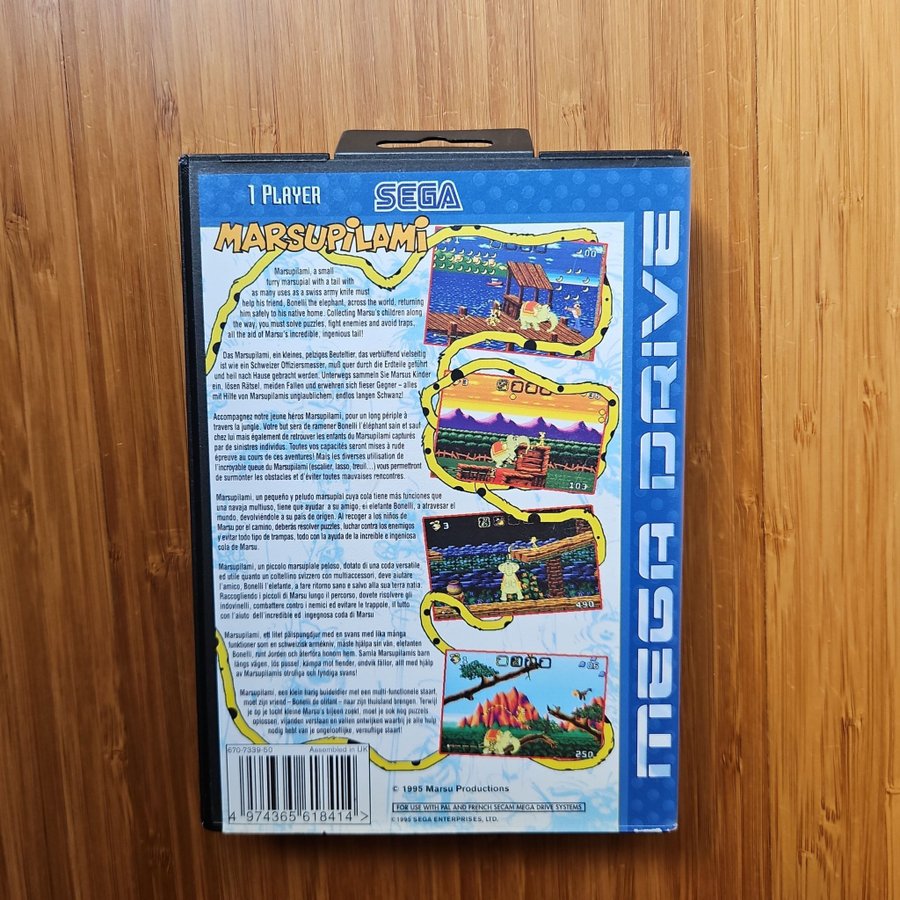 1 PLAYER
SEGA
MARSUPILAMI
Marsupilami, a small
furry marsupial with a tail with
as many uses as a swiss army knife must
help his friend, Bonelli the elephant, across the world, returning
him safely to his native home. Collecting Marsu's children along
the way, you must solve puzzles, fight enemies and avoid traps,
all the aid of Marsu's incredible, ingenious tail!
Das Marsupilami, ein kleines, pelziges Beuteltier, das verblüffend vielseitig
ist wie ein Schweizer Offiziersmesser, muß quer durch die Erdteile geführt
und heil nach Hause gebracht werden. Unterwegs sammeln Sie Marsus Kinder
ein, lösen Rätsel, meiden Fallen und erwehren sich fieser Gegner – alles
mit Hilfe von Marsupilamis unglaublichem, endlos langen Schwanz!
Accompagnez notre jeune héros Marsupilami, pour un long périple à
travers la jungle. Votre but sera de ramener Bonelli l'éléphant sain et sauf
chez lui mais également de retrouver les enfants du Marsupilami capturés
par de sinistres individus. Toutes vos capacités seront mises à rude
épreuve au cours de ces aventures! Mais les diverses utilisation de
l'incroyable queue du Marsupilami (escalier, lasso, treuil...) vous permettront
de surmonter les obstacles et d'éviter toutes mauvaises rencontres.
Marsupilami, un pequeño y peludo marsupial cuya cola tiene más funciones que
una navaja multiuso, tiene que ayudar a su amigo, el elefante Bonelli, a atravesar el
mundo, devolviéndole a su país de origen. Al recoger a los niños de
Marsu por el camino, deberás resolver puzzles, luchar contra los enemigos
y evitar todo tipo de trampas, todo con la ayuda de la increíble e ingeniosa
cola de Marsu.
Marsupilami, un piccolo marsupiale peloso, dotato di una coda versatile,
ed utile quanto un coltellino svizzero con multiaccessori, deve aiutare
l'amico, Bonelli l'elefante, a fare ritorno sano e salvo alla sua terra natia.
Raccogliendo i piccoli di Marsu lungo il percorso, dovete risolvere gli
indovinelli, combattere contro i nemici ed evitare le trappole, il tutto
con l'aiuto dell'incredible ed ingegnosa coda di Marsu
Marsupilami, ett litet pälspungdjur med en svans med lika många
funktioner som en schweizisk armékniv, måste hjälpa sin vän, elefanten
Bonelli, runt Jorden och återföra honom hem. Samla Marsupilamis barn
längs vägen, lös pussel, kämpa mot fiender, undvik fällor, allt med hjälp
av Marsupilamis otroliga och fyndiga svans!
Marsupilami, een klein harig buideldier met een multi-functionele staart,
moet zijn vriend – Bonelli de olifant – naar zijn thuisland brengen. Terwijl
je op je tocht kleine Marsu's bijeen zoekt, moet je ook nog puzzels
oplossen, vijanden verslaan en vallen ontwijken waarbij je alle hulp
nodig hebt van je ongelooflijke, vernuftige staart!
103
3
490
250
670-7339-50
Assembled in UK
4 974365 618414 >
© 1995 Marsu Productions
FOR USE WITH PAL AND FRENCH SECAM MEGA DRIVE SYSTEMS
©1995 SEGA ENTERPRISES, LTD.
MEGA DRIVE